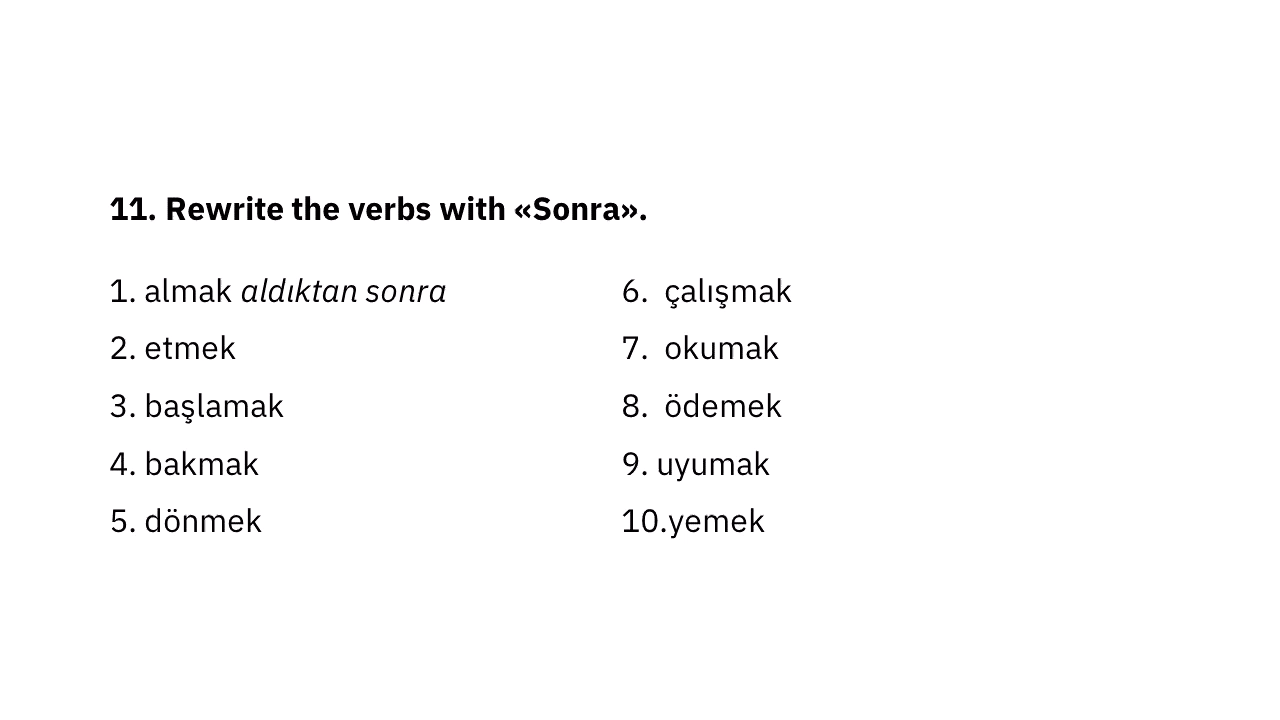 11. Rewrite the verbs with «Sonra».
1. almak aldıktan sonra
2. etmek
3. başlamak
4. bakmak
5. dönmek
6. çalışmak
7. okumak
8. ödemek
9. uyumak
10.yemek